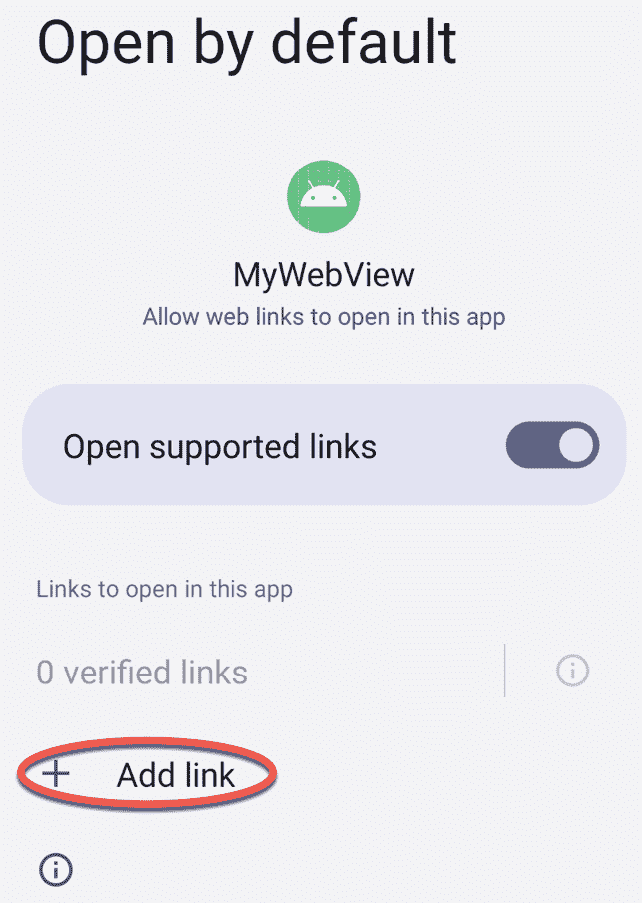 Open by default
MyWebView
Allow web links to open in this app
Open supported links
Links to open in this app
0 verified links
+ Add link